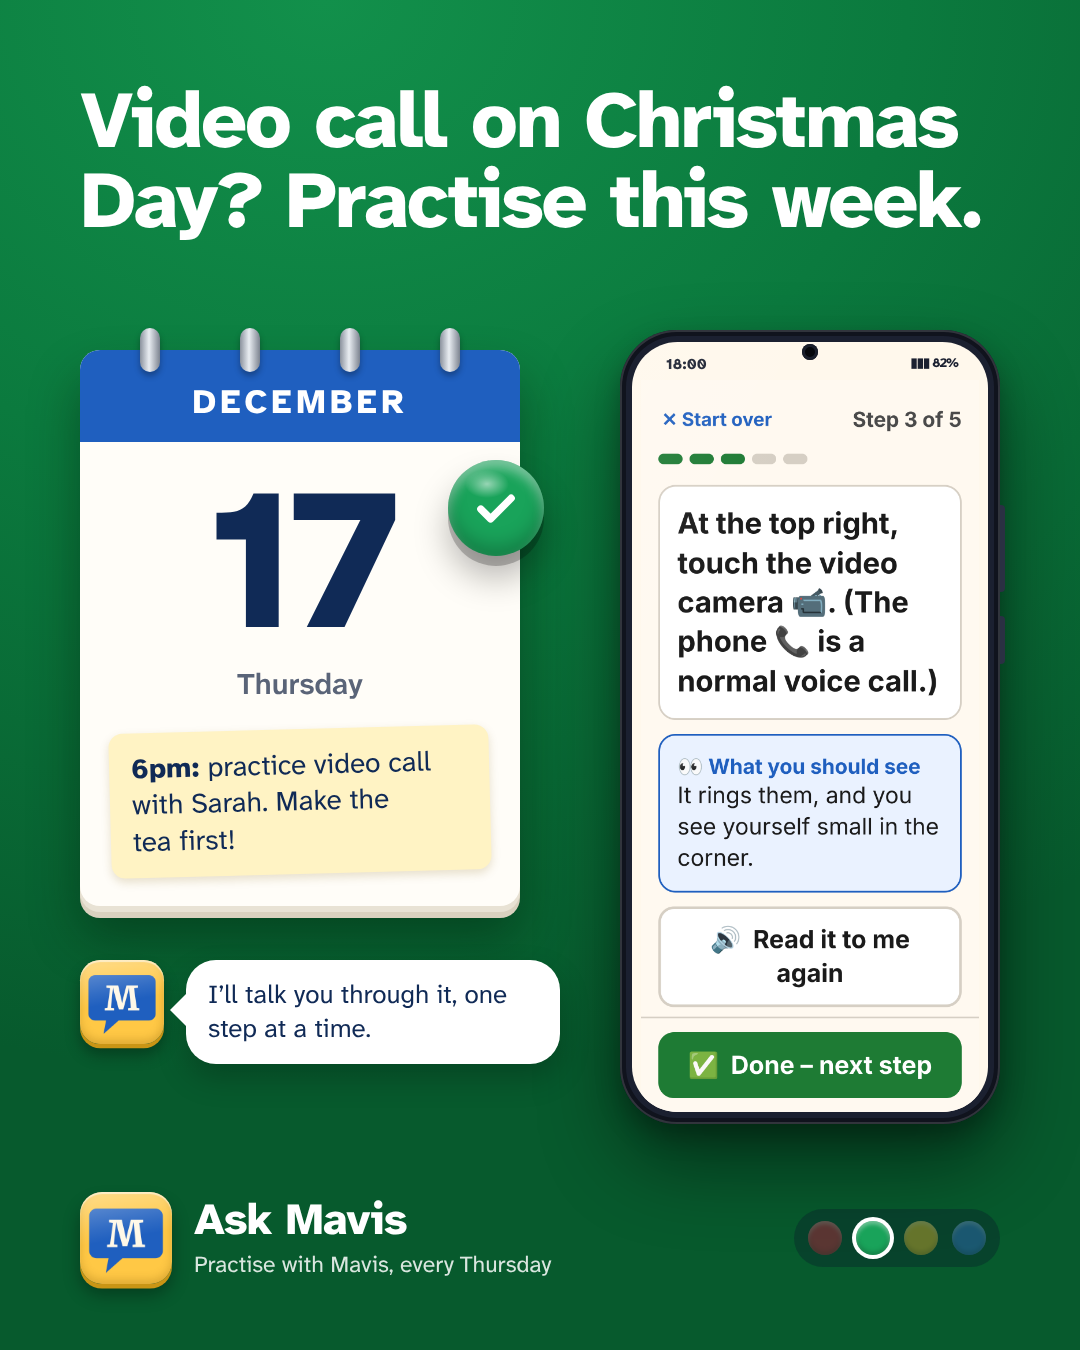 Video call on Christmas
Day? Practise this week.
DECEMBER
17
Thursday
6pm: practice video call
with Sarah. Make the
tea first!
M
I'll talk you through it, one
step at a time.
18:00
82%
✕ Start over
Step 3 of 5
At the top right,
touch the video
camera 📹. (The
phone 📞 is a
normal voice call.)
👀 What you should see
It rings them, and you
see yourself small in the
corner.
🔊 Read it to me
again
✅ Done – next step
M
Ask Mavis
Practise with Mavis, every Thursday